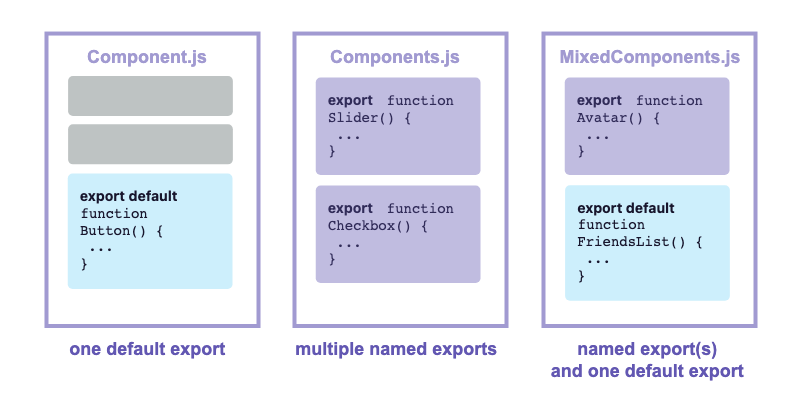 Component.js
export default
function
Button() {
...
}
one default export
Components.js
export function
Slider() {
...
}
export function
Checkbox() {
...
}
multiple named exports
MixedComponents.js
export function
Avatar() {
...
}
export default
function
FriendsList() {
...
}
named export(s)
and one default export